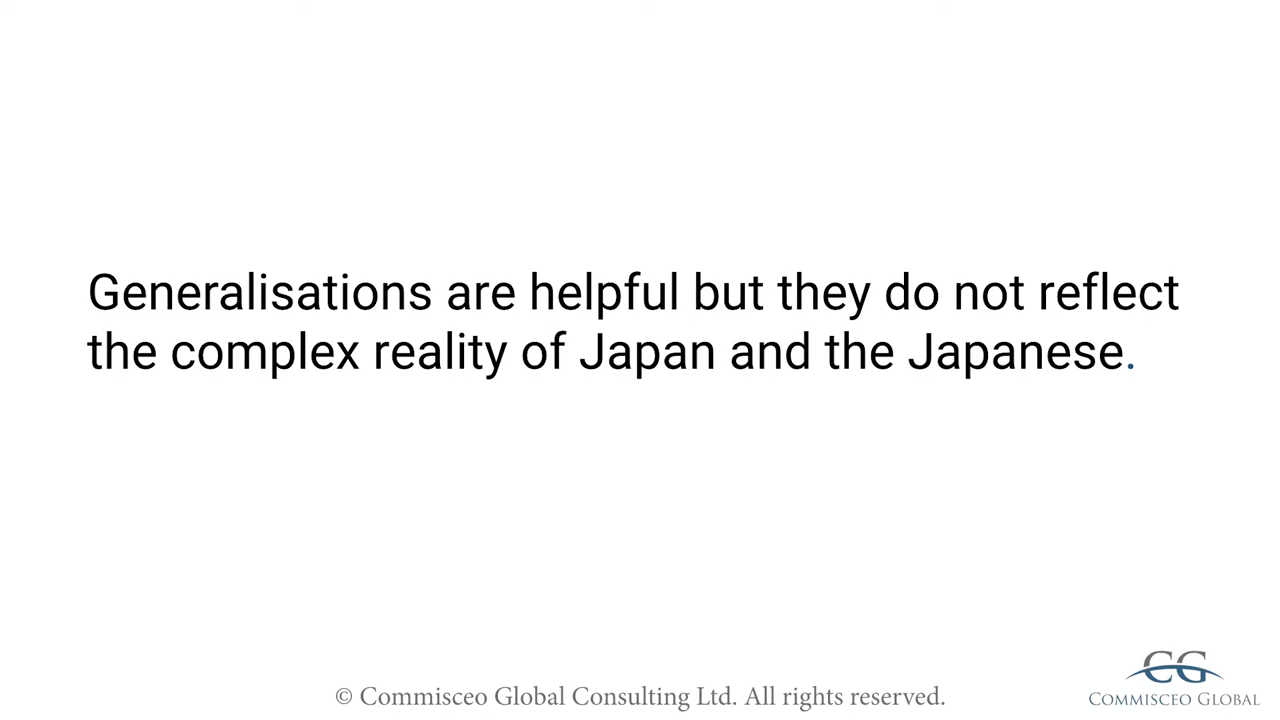 Generalisations are helpful but they do not reflect
the complex reality of Japan and the Japanese.
CG
COMMISCEO GLOBAL
© Commisceo Global Consulting Ltd. All rights reserved.